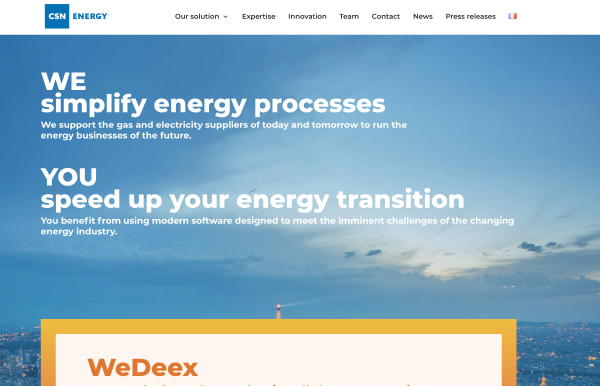 CSN ENERGY
Our solution Expertise Innovation Team Contact News Press releases
WE
simplify energy processes
We support the gas and electricity suppliers of today and tomorrow to run the
energy businesses of the future.
YOU
speed up your energy transition
You benefit from using modern software designed to meet the imminent challenges of the changing
energy industry.
WeDeex